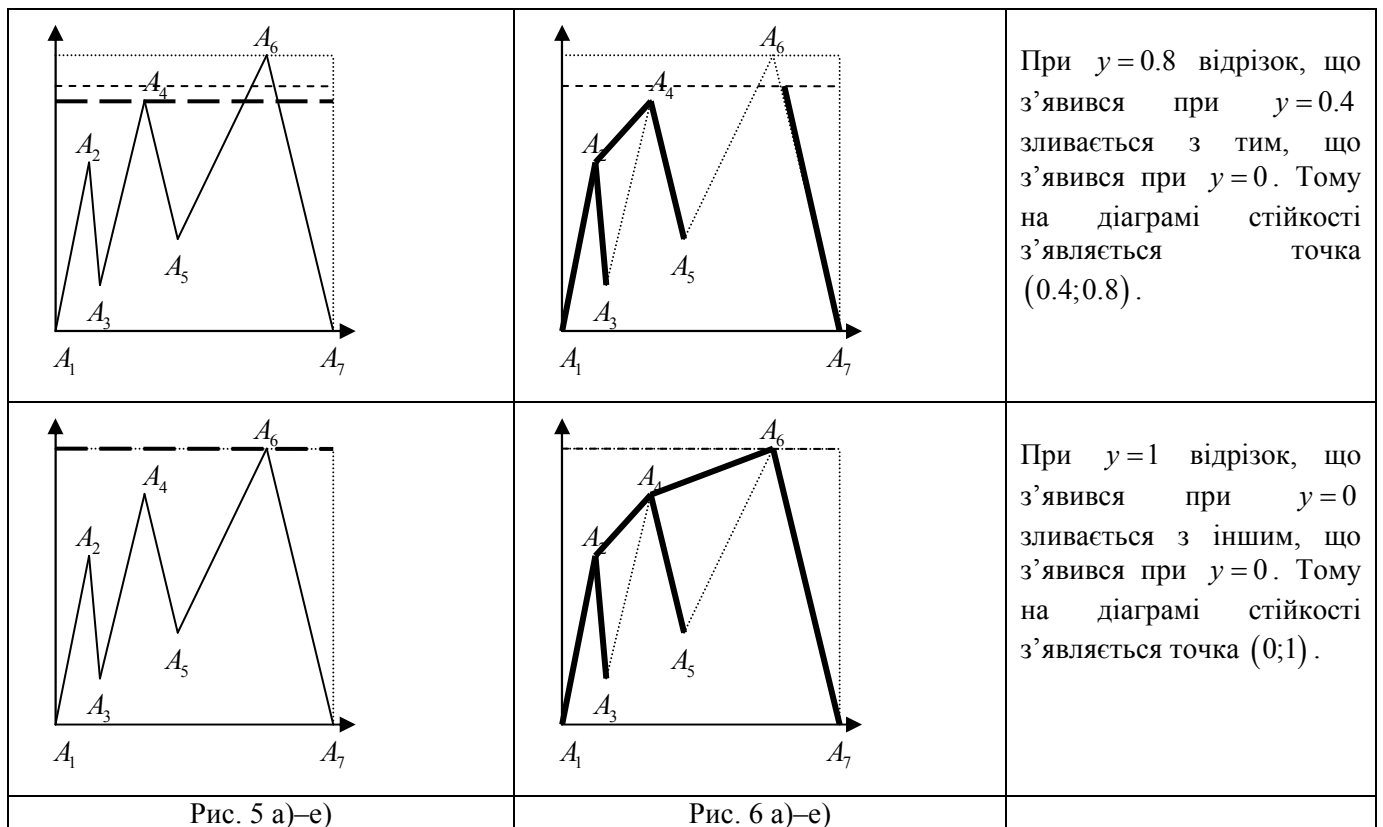 A6
A4
A2
A5
A3
A1
A7
A6
A4
A2
A5
A3
A1
A7
При y = 0.8 відрізок, що
з’явився при y = 0.4
зливається з тим, що
з’явився при y = 0. Тому
на діаграмі стійкості
з’являється точка
(0.4;0.8).
A6
A4
A2
A5
A3
A1
A7
A6
A4
A2
A5
A3
A1
A7
При y = 1 відрізок, що
з’явився при y = 0
зливається з іншим, що
з’явився при y = 0. Тому
на діаграмі стійкості
з’являється точка (0;1).
Рис. 5 а)–е)
Рис. 6 а)–е)